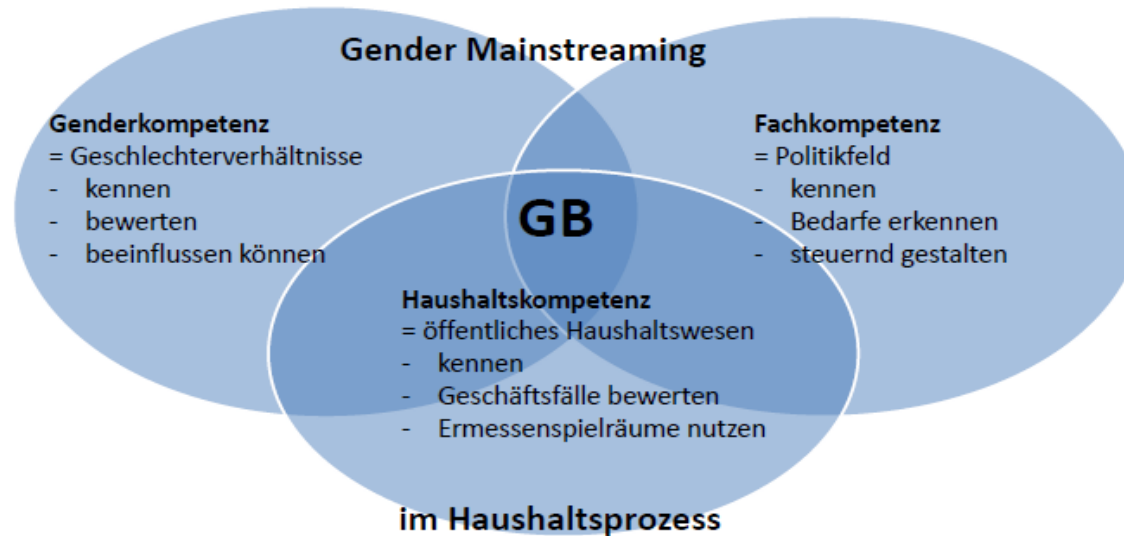 Gender Mainstreaming
Genderkompetenz
= Geschlechterverhältnisse
- kennen
- bewerten
- beeinflussen können
Fachkompetenz
= Politikfeld
- kennen
- Bedarfe erkennen
- steuernd gestalten
GB
Haushaltskompetenz
= öffentliches Haushaltswesen
- kennen
- Geschäftsfälle bewerten
- Ermessenspielräume nutzen
im Haushaltsprozess